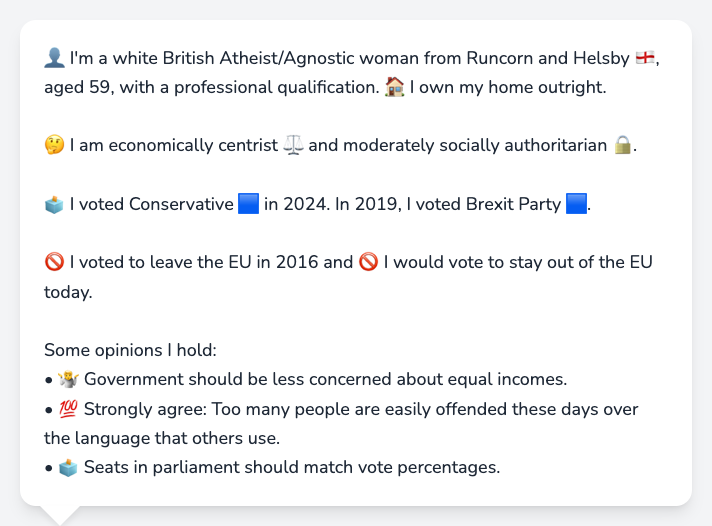 👤 I'm a white British Atheist/Agnostic woman from Runcorn and Helsby 🏴󠁧󠁢󠁥󠁮󠁧󠁿,
aged 59, with a professional qualification. 🏠 I own my home outright.
🤔 I am economically centrist ⚖️ and moderately socially authoritarian 🔒.
🗳️ I voted Conservative 🟦 in 2024. In 2019, I voted Brexit Party 🟦.
🚫 I voted to leave the EU in 2016 and 🚫 I would vote to stay out of the EU
today.
Some opinions I hold:
• 🤷 Government should be less concerned about equal incomes.
• 💯 Strongly agree: Too many people are easily offended these days over
the language that others use.
• 🗳️ Seats in parliament should match vote percentages.